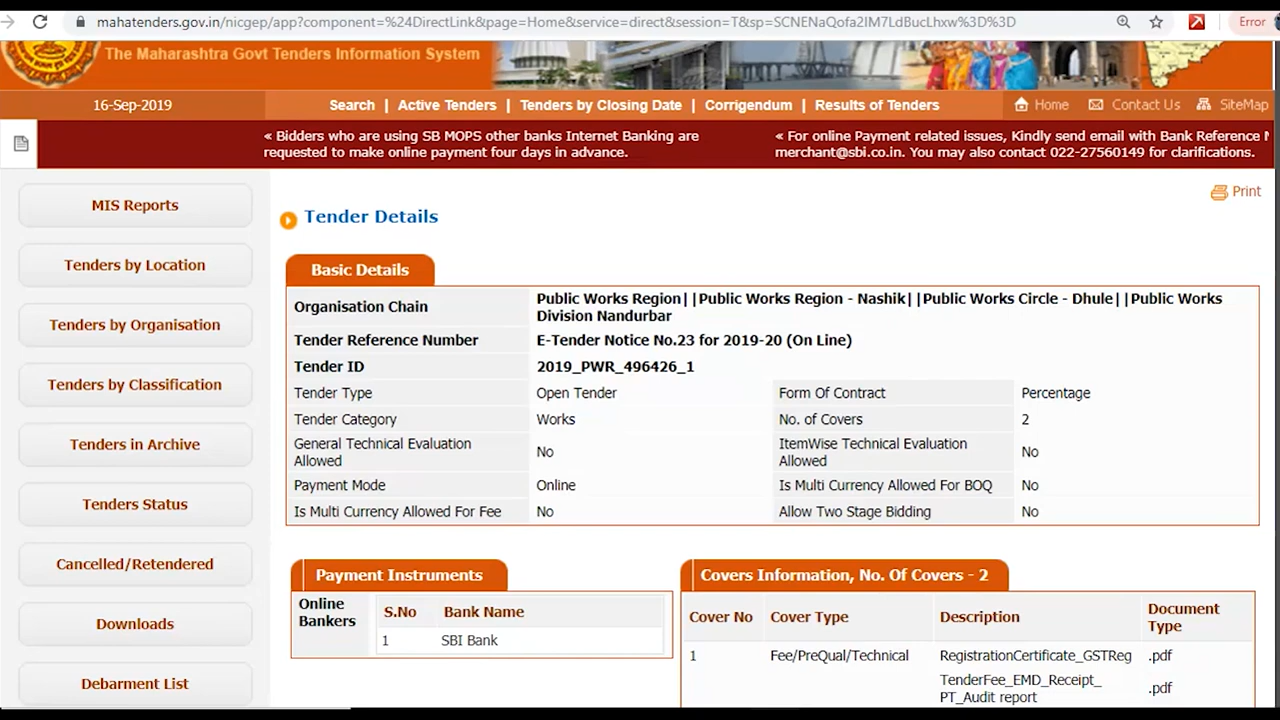 mahatenders.gov.in/nicgep/app?component=%24DirectLink&page=Home&service=direct&session=T&sp=SCNENaQofa2IM7LdBucLhxw%3D%3D
Error
The Maharashtra Govt Tenders Information System
16-Sep-2019
Search | Active Tenders | Tenders by Closing Date | Corrigendum | Results of Tenders
Home
Contact Us
SiteMap
« Bidders who are using SB MOPS other banks Internet Banking are
requested to make online payment four days in advance.
« For online Payment related issues, Kindly send email with Bank Reference
merchant@sbi.co.in. You may also contact 022-27560149 for clarifications.
MIS Reports
Tenders by Location
Tenders by Organisation
Tenders by Classification
Tenders in Archive
Tenders Status
Cancelled/Retendered
Downloads
Debarment List
Print
Tender Details
Basic Details
Organisation Chain
Public Works Region||Public Works Region - Nashik||Public Works Circle - Dhule||Public Works
Division Nandurbar
Tender Reference Number E-Tender Notice No.23 for 2019-20 (On Line)
Tender ID 2019_PWR_496426_1
Tender Type Open Tender Form Of Contract Percentage
Tender Category Works No. of Covers 2
General Technical Evaluation
Allowed
No
ItemWise Technical Evaluation
Allowed
No
Payment Mode Online Is Multi Currency Allowed For BOQ No
Is Multi Currency Allowed For Fee No Allow Two Stage Bidding No
Payment Instruments
Online
Bankers
S.No Bank Name
1 SBI Bank
Covers Information, No. Of Covers - 2
Cover No Cover Type Description Document
Type
1 Fee/PreQual/Technical RegistrationCertificate_GSTReg .pdf
TenderFee_EMD_Receipt_
PT_Audit report
.pdf